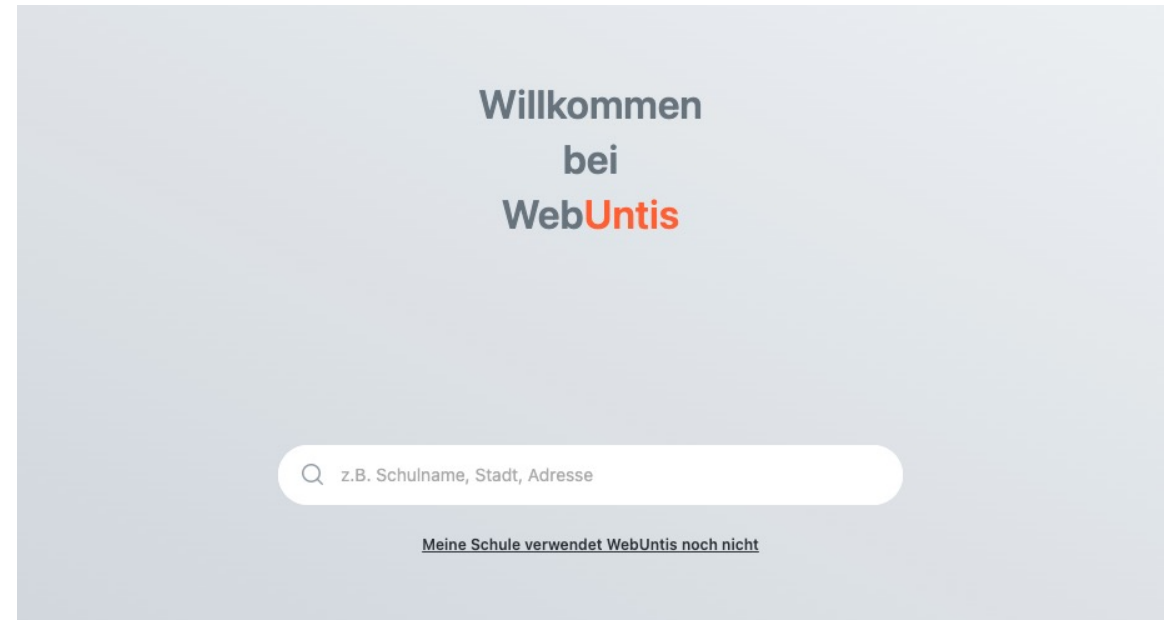 Willkommen
bei
WebUntis
z.B. Schulname, Stadt, Adresse
Meine Schule verwendet WebUntis noch nicht